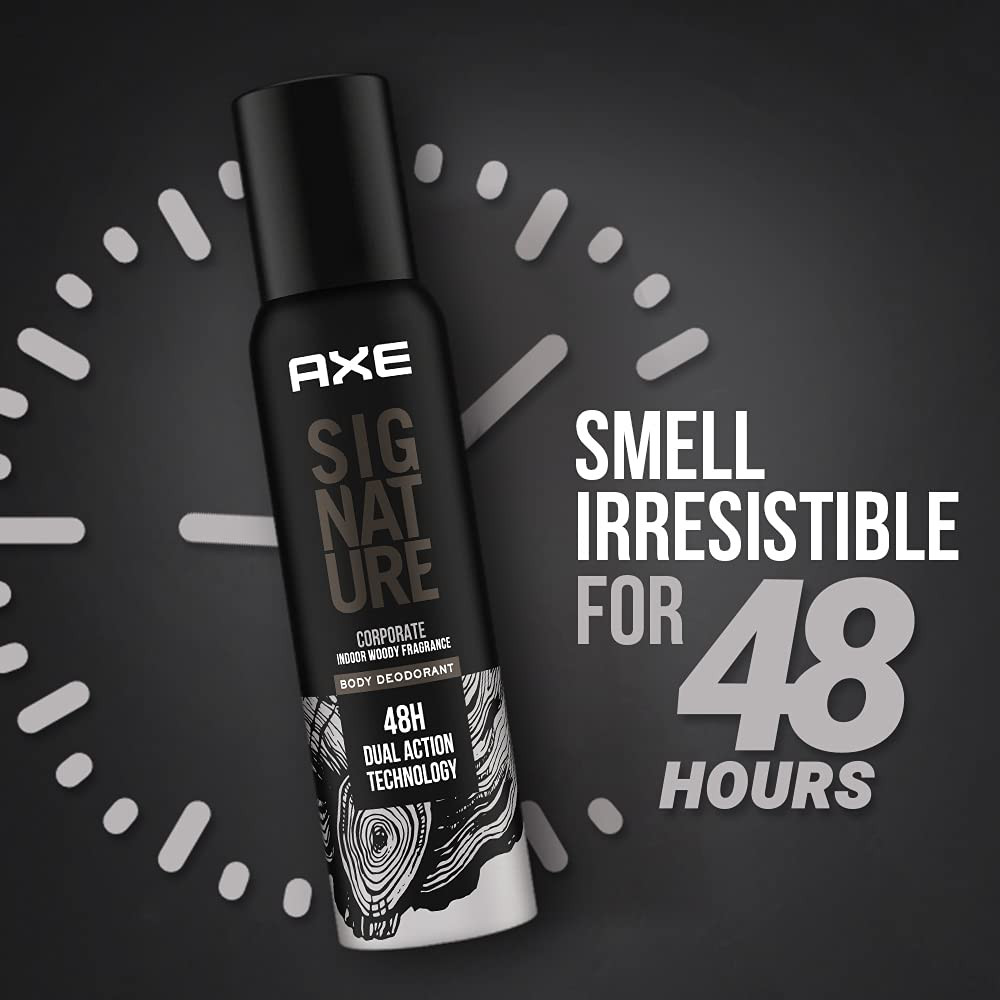 AXE
SIG
NAT
URE
CORPORATE
INDOOR WOODY FRAGRANCE
BODY DEODORANT
48H
DUAL ACTION
TECHNOLOGY
SMELL
IRRESISTIBLE
FOR 48
HOURS